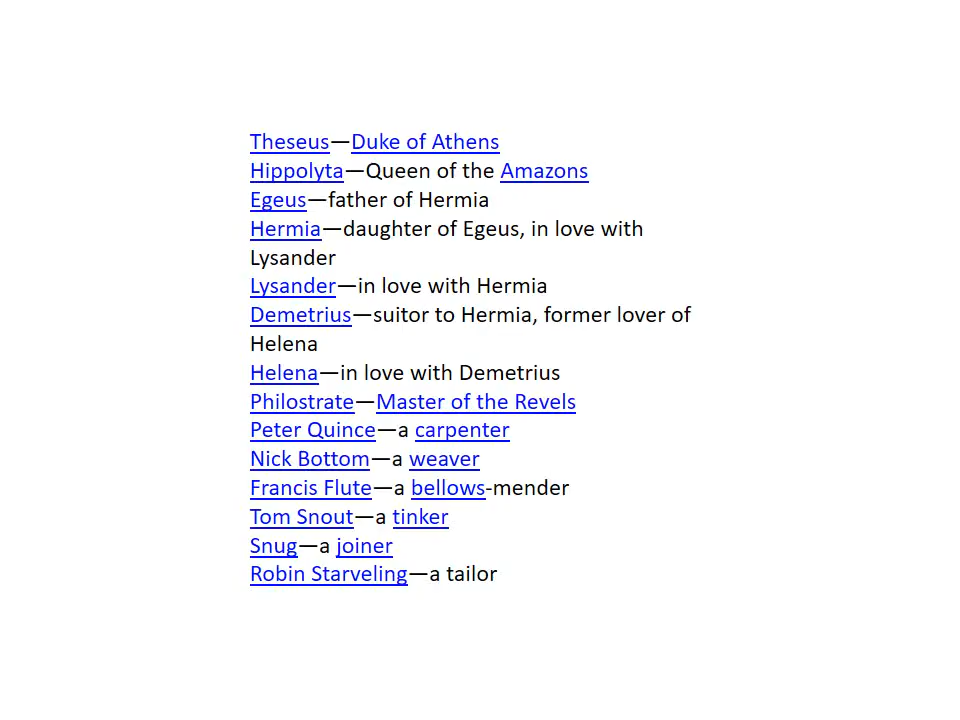 Theseus—Duke of Athens
Hippolyta—Queen of the Amazons
Egeus—father of Hermia
Hermia—daughter of Egeus, in love with
Lysander
Lysander—in love with Hermia
Demetrius—suitor to Hermia, former lover of
Helena
Helena—in love with Demetrius
Philostrate—Master of the Revels
Peter Quince—a carpenter
Nick Bottom—a weaver
Francis Flute—a bellows-mender
Tom Snout—a tinker
Snug—a joiner
Robin Starveling—a tailor